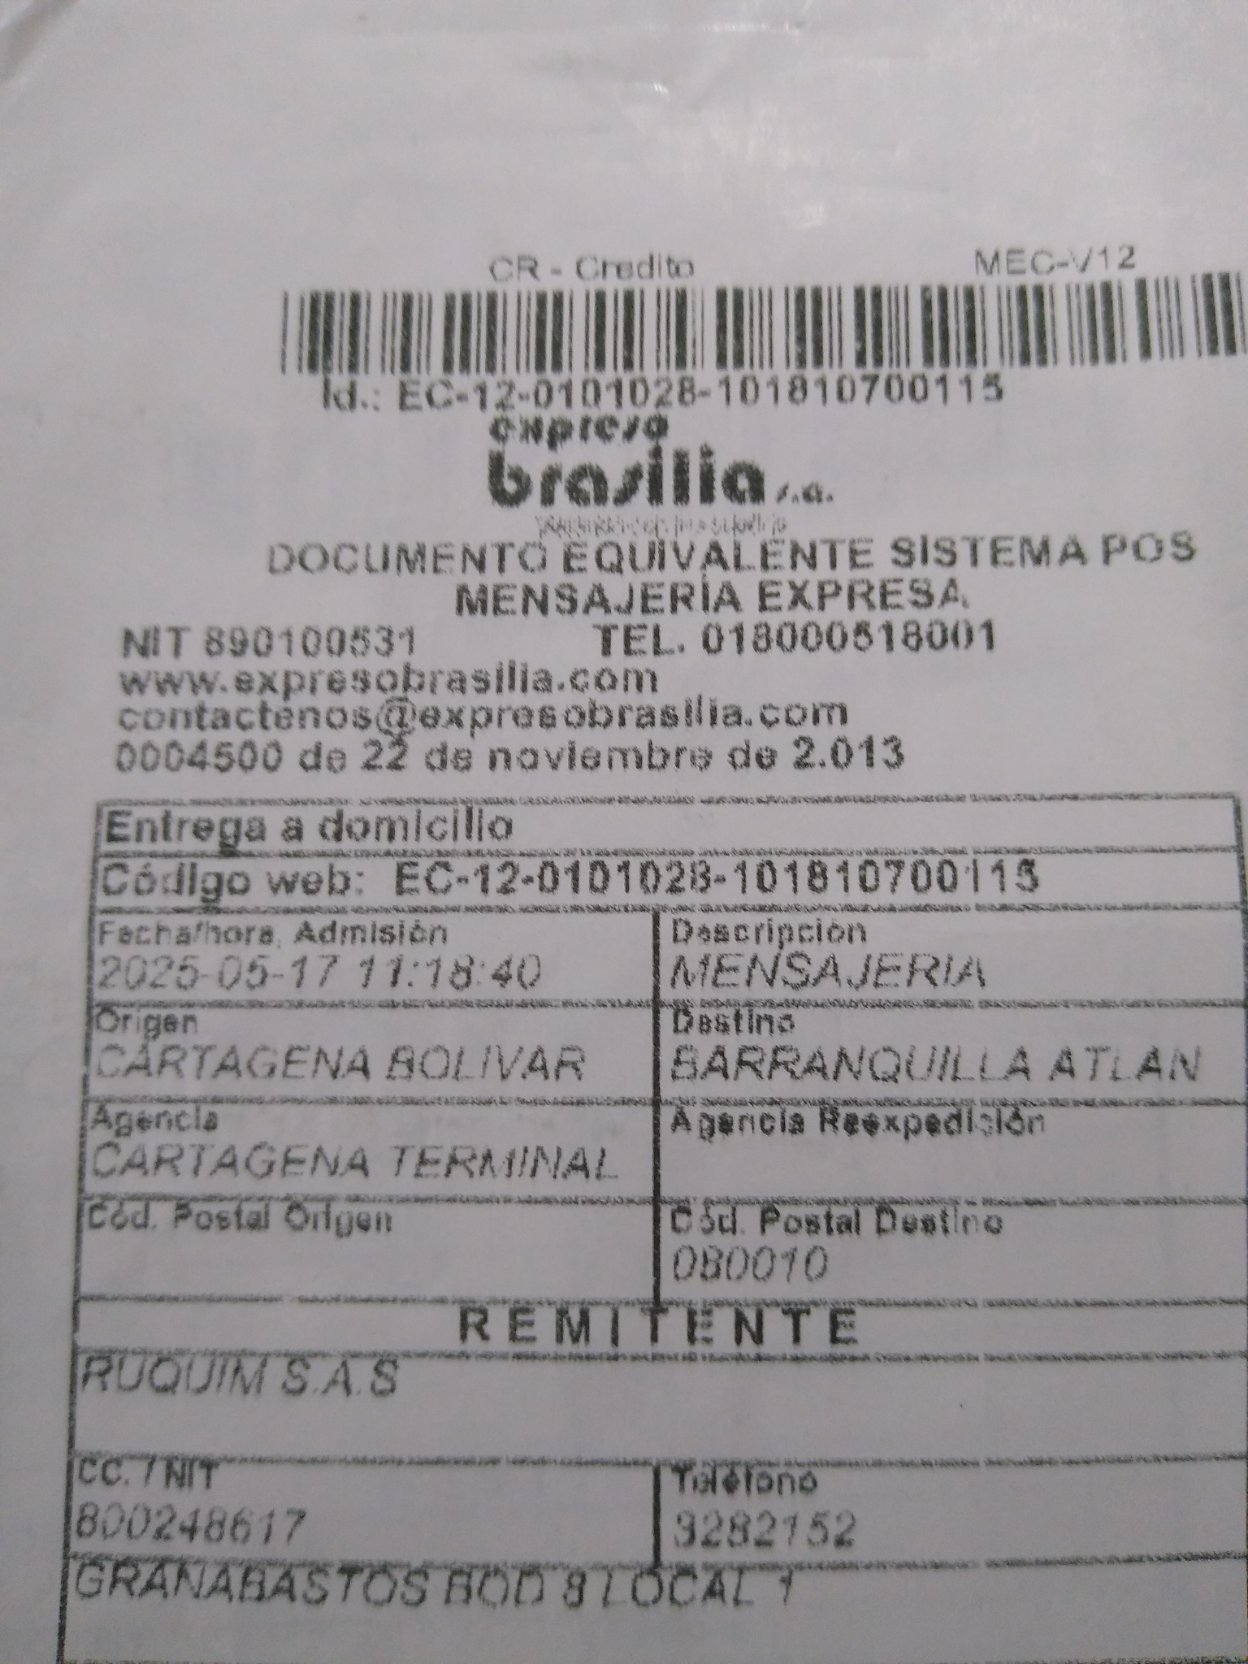 CR - Credito MEC-V12
Id.: EC-12-0101028-101810700115
expreso
brasilia s.a.
DOCUMENTO EQUIVALENTE SISTEMA POS
MENSAJERÍA EXPRESA
NIT 890100531 TEL. 018000518001
www.expresobrasilia.com
contactenos@expresobrasilia.com
0004500 de 22 de noviembre de 2.013
Entrega a domicilio
Código web: EC-12-0101028-101810700115
Fecha/hora. Admisión Descripción
2025-05-17 11:18:40 MENSAJERIA
Origen Destino
CARTAGENA BOLIVAR BARRANQUILLA ATLAN
Agencia Agencia Reexpedición
CARTAGENA TERMINAL
Cód. Postal Origen Cód. Postal Destino
080010
REMITENTE
RUQUIM S.A.S
CC. / NIT Teléfono
800248617 3282152
GRANABASTOS BOD 8 LOCAL 1